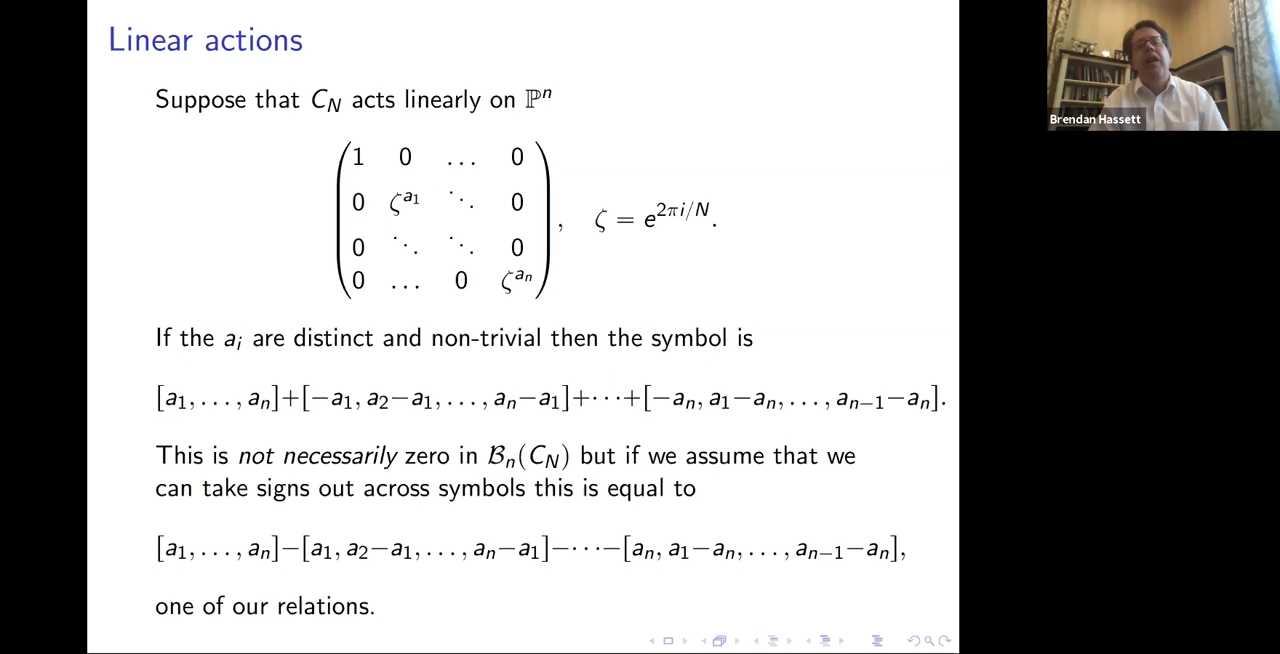 Linear actions
Suppose that C_N acts linearly on ℙⁿ
1 0 … 0
0 ζ^{a_1} ⋱ 0
0 ⋱ ⋱ 0
0 … 0 ζ^{a_n}
, ζ = e^{2πi/N}.
If the a_i are distinct and non-trivial then the symbol is
[a_1, . . . , a_n]+[−a_1, a_2−a_1, . . . , a_n−a_1]+· · ·+[−a_n, a_1−a_n, . . . , a_{n−1}−a_n].
This is not necessarily zero in ℬ_n(C_N) but if we assume that we
can take signs out across symbols this is equal to
[a_1, . . . , a_n]−[a_1, a_2−a_1, . . . , a_n−a_1]−· · ·−[a_n, a_1−a_n, . . . , a_{n−1}−a_n],
one of our relations.
Brendan Hassett